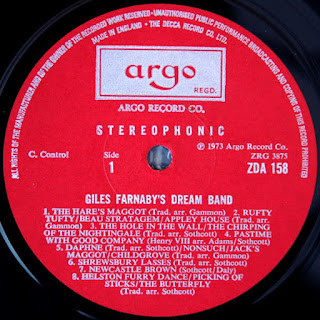 ALL RIGHTS OF THE MANUFACTURER AND OF THE OWNER OF THE RECORDED WORK RESERVED · UNAUTHORISED PUBLIC PERFORMANCE BROADCASTING AND COPYING OF THIS RECORD PROHIBITED
MADE IN ENGLAND · THE DECCA RECORD CO. LTD.
argo
REGD.
ARGO RECORD CO.
STEREOPHONIC
C. Control
Side
1
℗ 1973 Argo Record Co.
ZRG 3875
ZDA 158
GILES FARNABY'S DREAM BAND
1. THE HARE'S MAGGOT (Trad. arr. Gammon) 2. RUFTY
TUFTY/BEAU STRATAGEM/APPLEY HOUSE (Trad. arr.
Gammon) 3. THE HOLE IN THE WALL/THE CHIRPING
OF THE NIGHTINGALE (Trad. arr. Sothcott) 4. PASTIME
WITH GOOD COMPANY (Henry VIII arr. Adams/Sothcott)
5. DAPHNE (Trad. arr. Sothcott)/NONSUCH/JACK'S
MAGGOT/CHILDGROVE (Trad. arr. Gammon)
6. SHREWSBURY LASSES (Trad. arr. Sothcott)
7. NEWCASTLE BROWN (Sothcott/Daly)
8. HELSTON FURRY DANCE/PICKING OF
STICKS/THE BUTTERFLY
(Trad. arr. Sothcott)